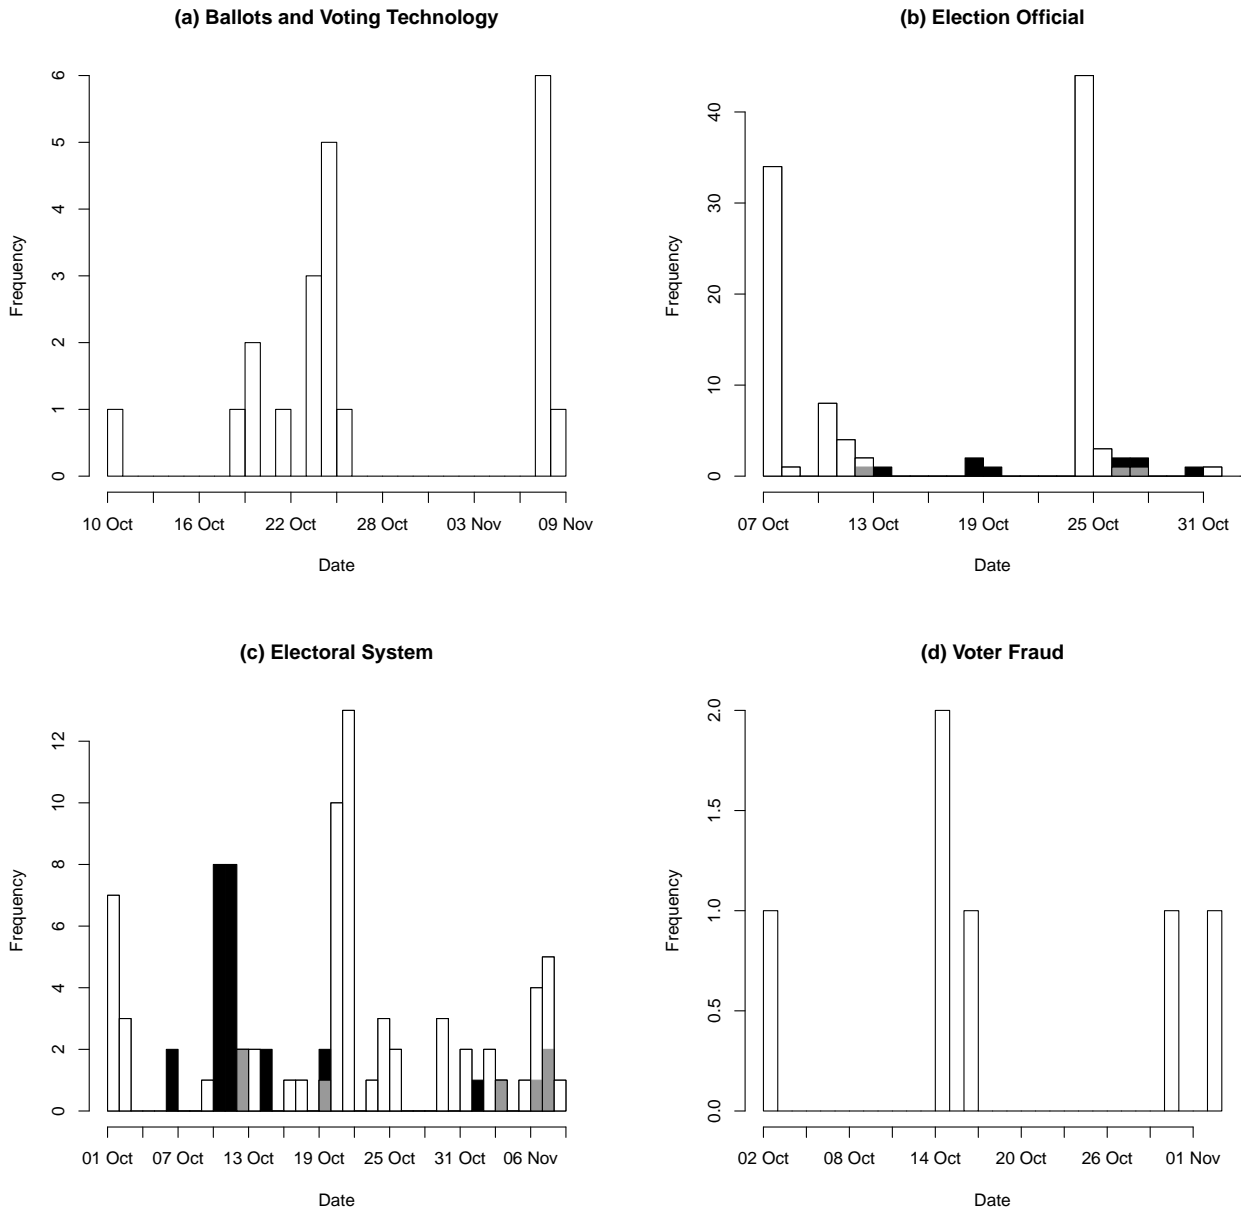 (a) Ballots and Voting Technology
Frequency
6
5
4
3
2
1
0
10 Oct 16 Oct 22 Oct 28 Oct 03 Nov 09 Nov
Date
(b) Election Official
Frequency
40
30
20
10
0
07 Oct 13 Oct 19 Oct 25 Oct 31 Oct
Date
(c) Electoral System
Frequency
12
10
8
6
4
2
0
01 Oct 07 Oct 13 Oct 19 Oct 25 Oct 31 Oct 06 Nov
Date
(d) Voter Fraud
Frequency
2.0
1.5
1.0
0.5
0.0
02 Oct 08 Oct 14 Oct 20 Oct 26 Oct 01 Nov
Date